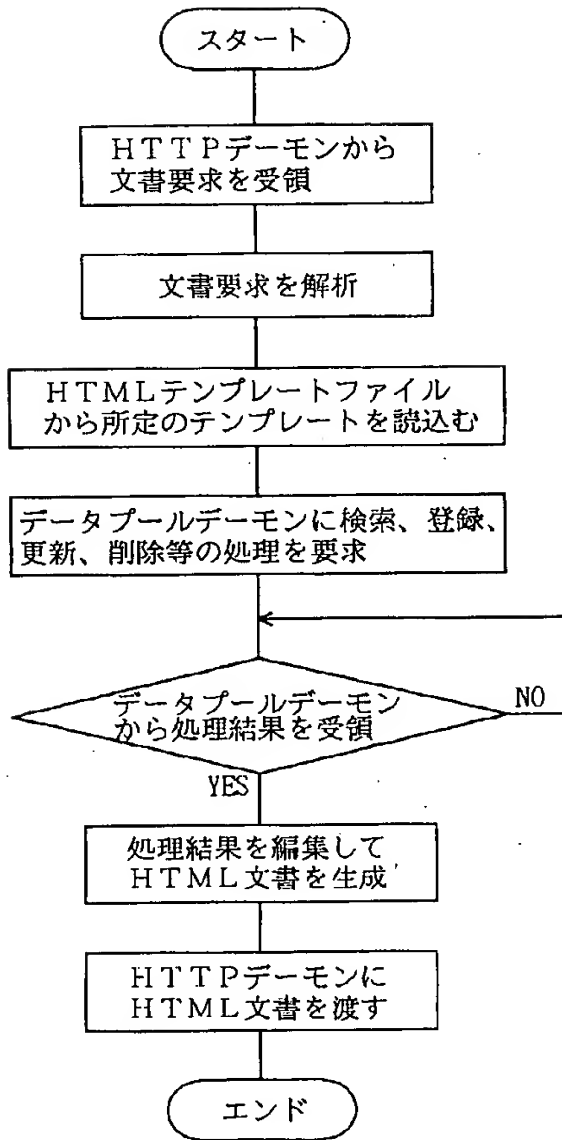 スタート
HTTPデーモンから
文書要求を受領
文書要求を解析
HTMLテンプレートファイル
から所定のテンプレートを読込む
データプールデーモンに検索、登録、
更新、削除等の処理を要求
データプールデーモン
から処理結果を受領
NO
YES
処理結果を編集して
HTML文書を生成
HTTPデーモンに
HTML文書を渡す
エンド